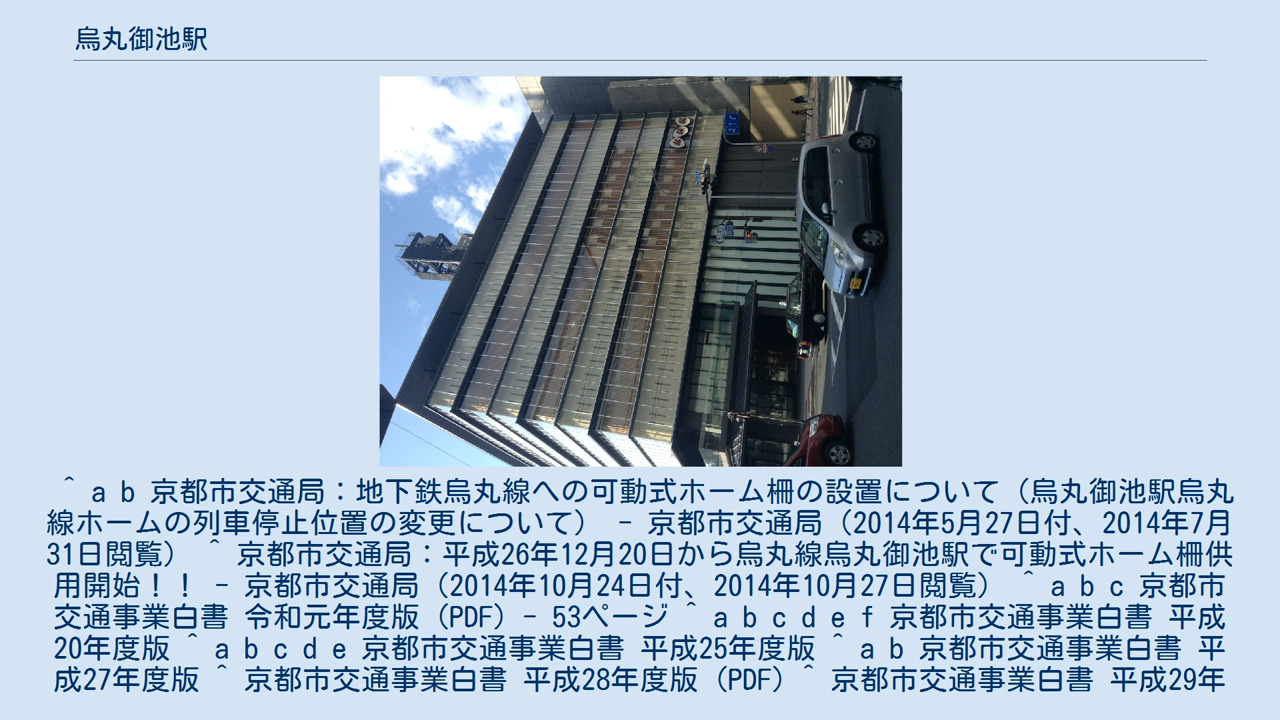 烏丸御池駅
^ a b 京都市交通局：地下鉄烏丸線への可動式ホーム柵の設置について（烏丸御池駅烏丸
線ホームの列車停止位置の変更について） - 京都市交通局（2014年5月27日付、2014年7月
31日閲覧） ^ 京都市交通局：平成26年12月20日から烏丸線烏丸御池駅で可動式ホーム柵供
用開始！！ - 京都市交通局（2014年10月24日付、2014年10月27日閲覧） ^ a b c 京都市
交通事業白書 令和元年度版（PDF）- 53ページ ^ a b c d e f 京都市交通事業白書 平成
20年度版 ^ a b c d e 京都市交通事業白書 平成25年度版 ^ a b 京都市交通事業白書 平
成27年度版 ^ 京都市交通事業白書 平成28年度版（PDF）^ 京都市交通事業白書 平成29年